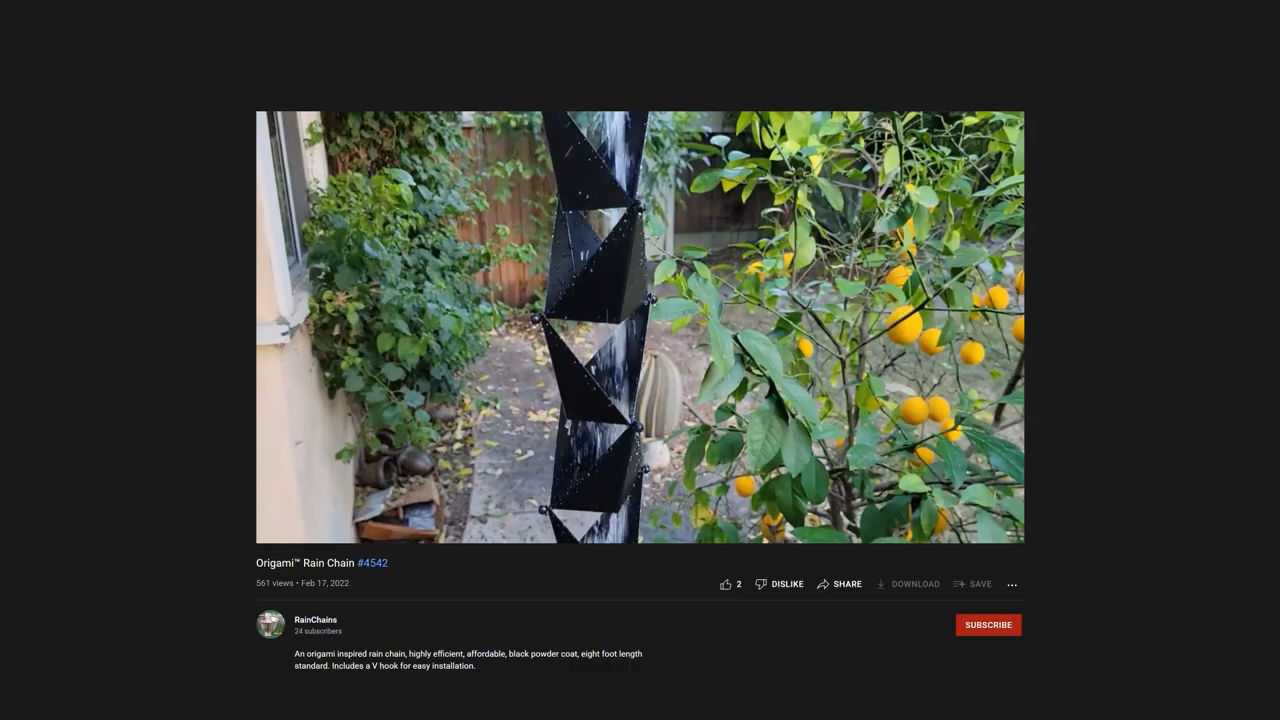 Origami™ Rain Chain #4542
561 views • Feb 17, 2022
2 DISLIKE SHARE DOWNLOAD SAVE ...
RainChains
24 subscribers
SUBSCRIBE
An origami inspired rain chain, highly efficient, affordable, black powder coat, eight foot length
standard. Includes a V hook for easy installation.